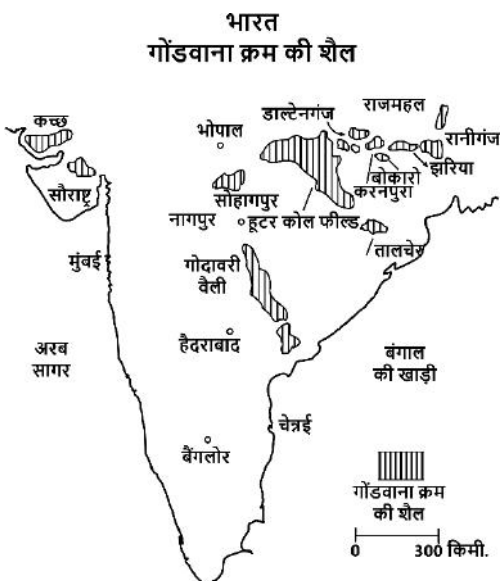 भारत
गोंडवाना क्रम की शैल
कच्छ
सौराष्ट्र
भोपाल
डाल्टेनगंज
राजमहल
रानीगंज
झरिया
बोकारो
करनपुरा
सोहागपुर
नागपुर
हूटर कोल फील्ड
तालचेर
मुंबई
गोदावरी
वैली
अरब
सागर
हैदराबाद
बंगाल
की खाड़ी
चेन्नई
बैंगलोर
गोंडवाना क्रम
की शैल
0 300 किमी.